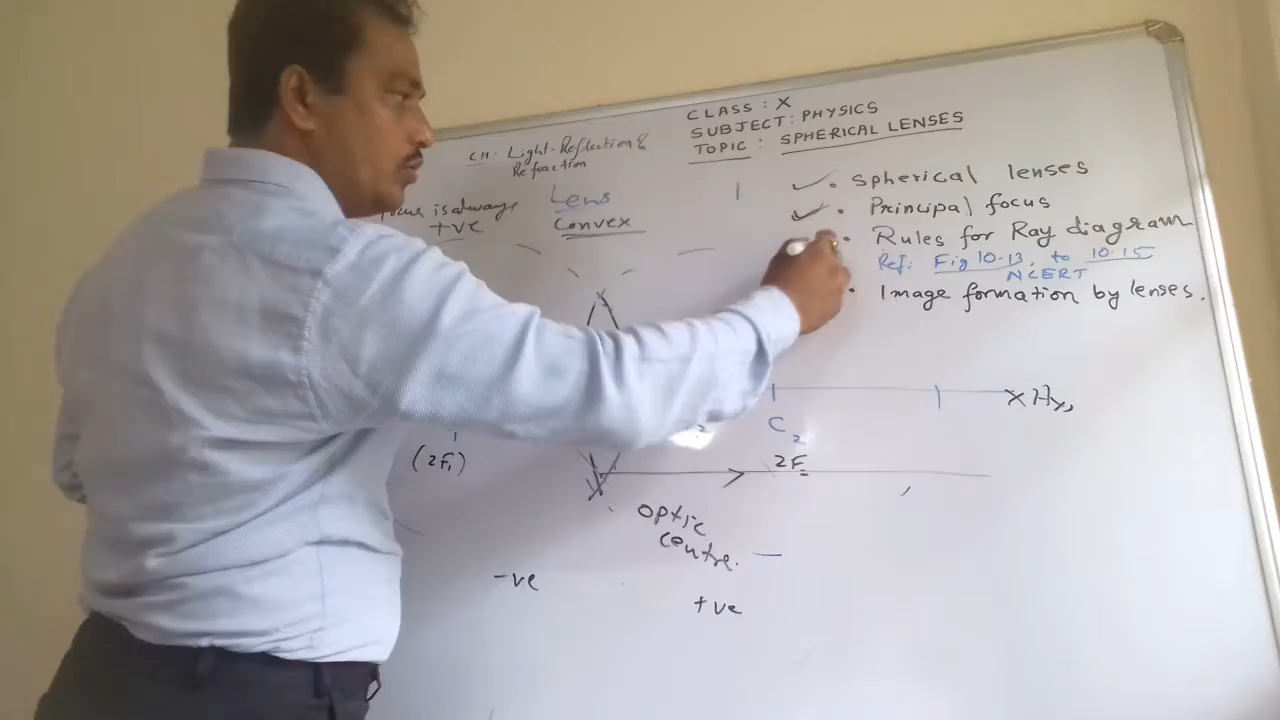 CLASS : X
SUBJECT : PHYSICS
TOPIC : SPHERICAL LENSES
CH: Light-Reflection &
Refraction
focus is always
+ve
Lens
Convex
• Spherical lenses
• Principal focus
• Rules for Ray diagram
Ref: Fig 10.13, to 10.15
NCERT
• Image formation by lenses.
C2
2F2
(2F1)
optic
centre.
-ve
+ve